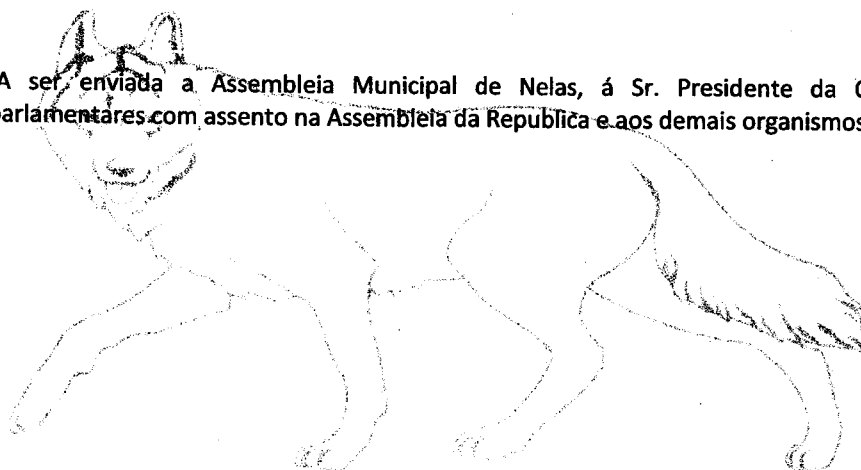 A ser enviada a Assembleia Municipal de Nelas, á Sr. Presidente da
parlamentares com assento na Assembleia da Republica e aos demais organismos